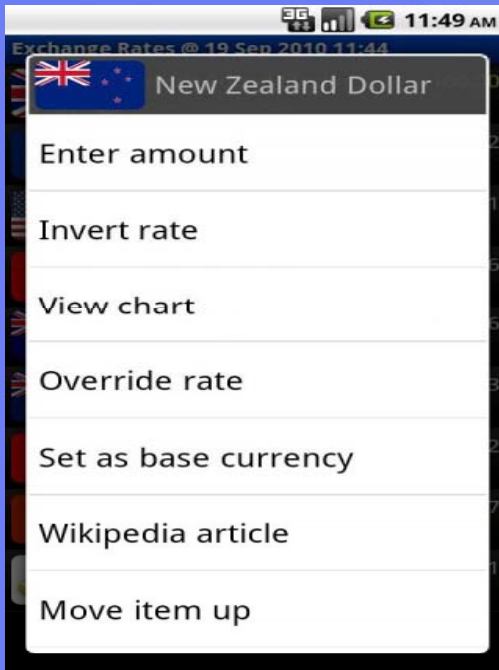 3G 11:49 AM
Exchange Rates @ 19 Sep 2010 11:44
New Zealand Dollar
Enter amount
Invert rate
View chart
Override rate
Set as base currency
Wikipedia article
Move item up